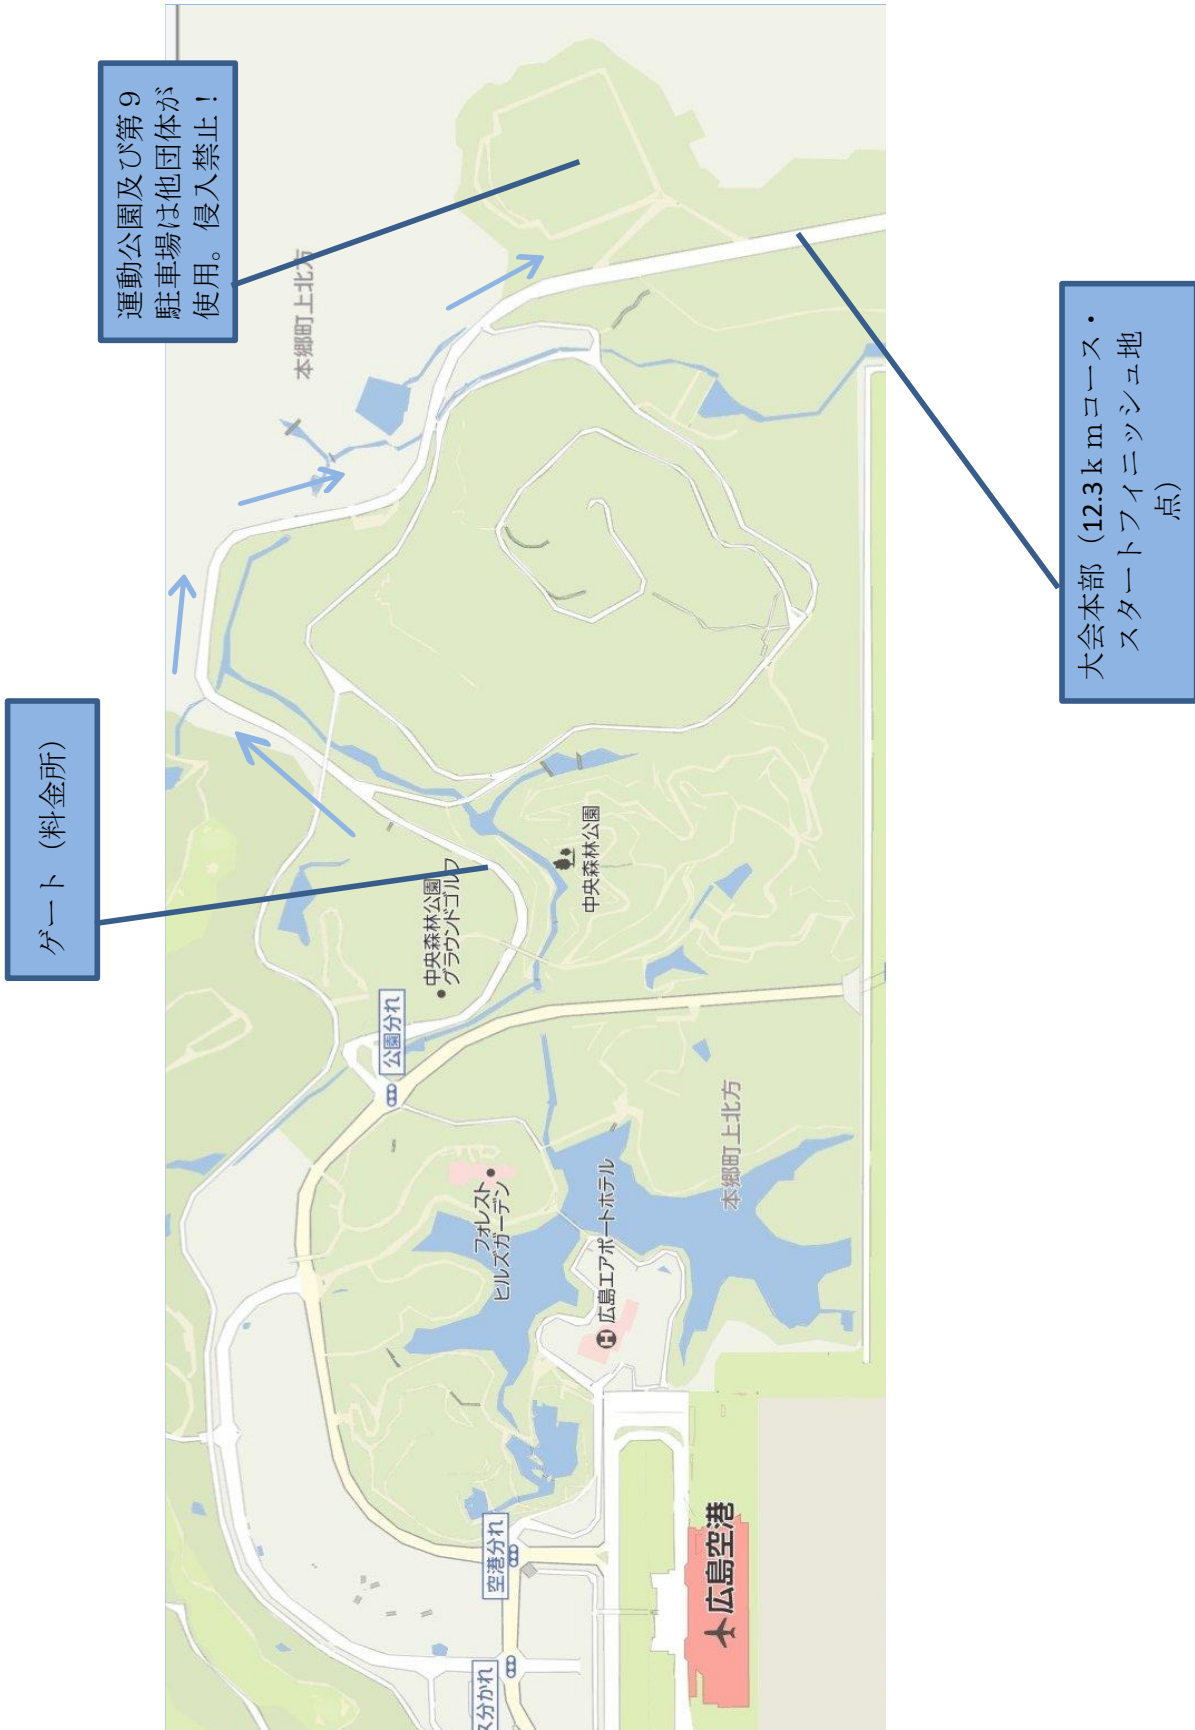 ゲート（料金所）
運動公園及び第９
駐車場は他団体が
使用。侵入禁止！
大会本部（12.3ｋｍコース・
スタートフィニッシュ地
点）
本郷町上北方
中央森林公園
グラウンドゴルフ
中央森林公園
公園分れ
フォレスト
ヒルズガーデン
H 広島エアポートホテル
本郷町上北方
空港分れ
ス分かれ
広島空港